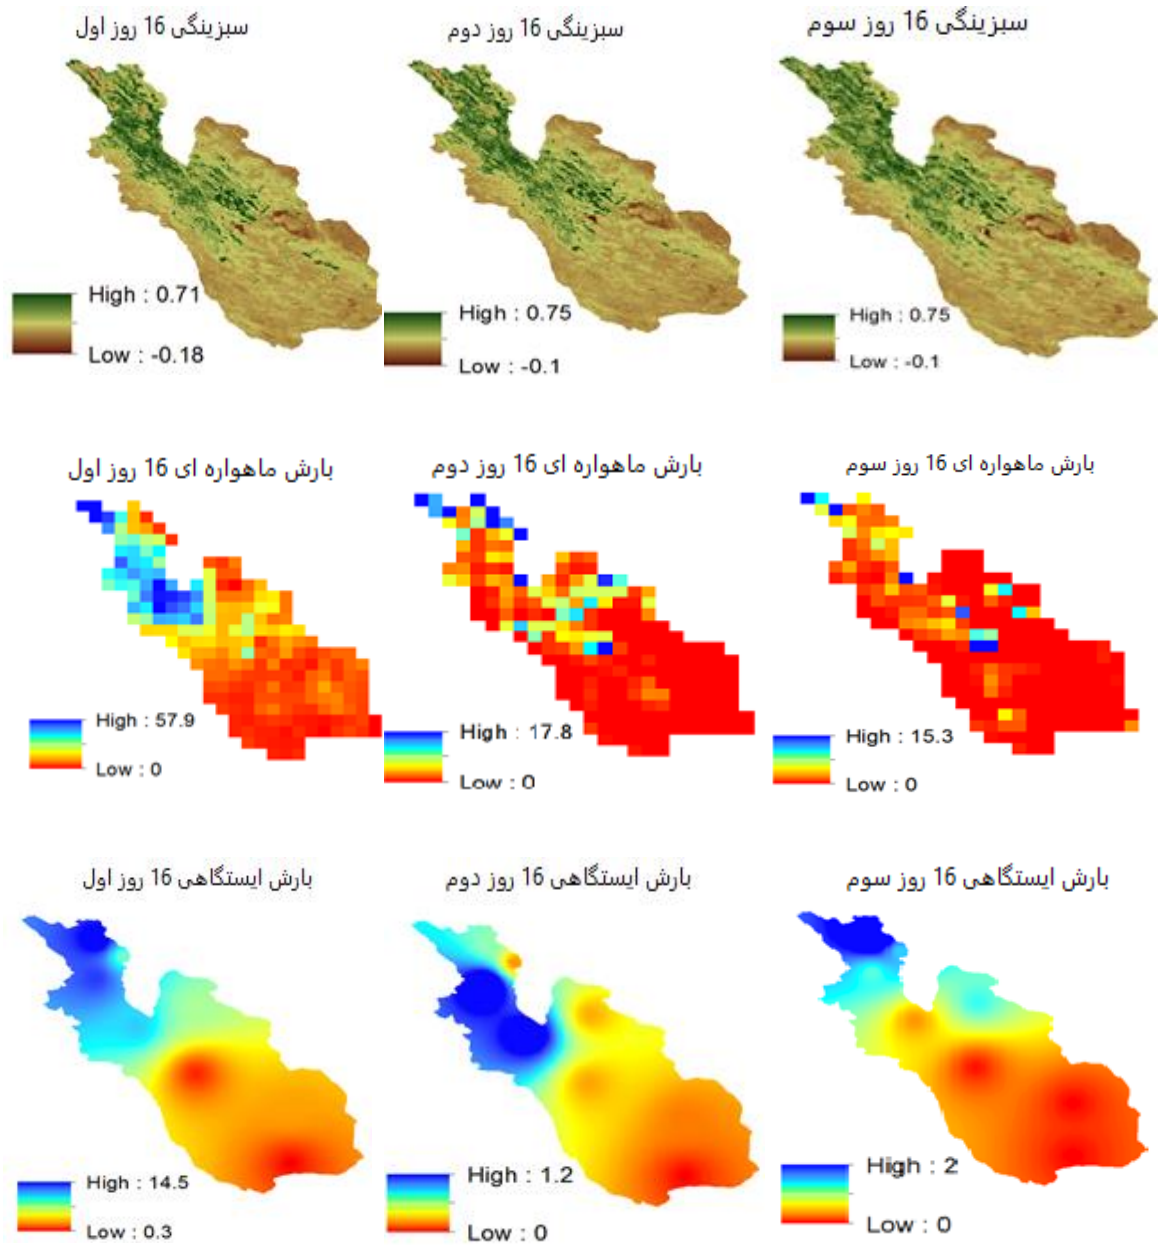 سبزینگی 16 روز اول
سبزینگی 16 روز دوم
سبزینگی 16 روز سوم
High : 0.71
Low : -0.18
High : 0.75
Low : -0.1
High : 0.75
Low : -0.1
بارش ماهواره ای 16 روز اول
بارش ماهواره ای 16 روز دوم
بارش ماهواره ای 16 روز سوم
High : 57.9
Low : 0
High : 17.8
Low : 0
High : 15.3
Low : 0
بارش ایستگاهی 16 روز اول
بارش ایستگاهی 16 روز دوم
بارش ایستگاهی 16 روز سوم
High : 14.5
Low : 0.3
High : 1.2
Low : 0
High : 2
Low : 0